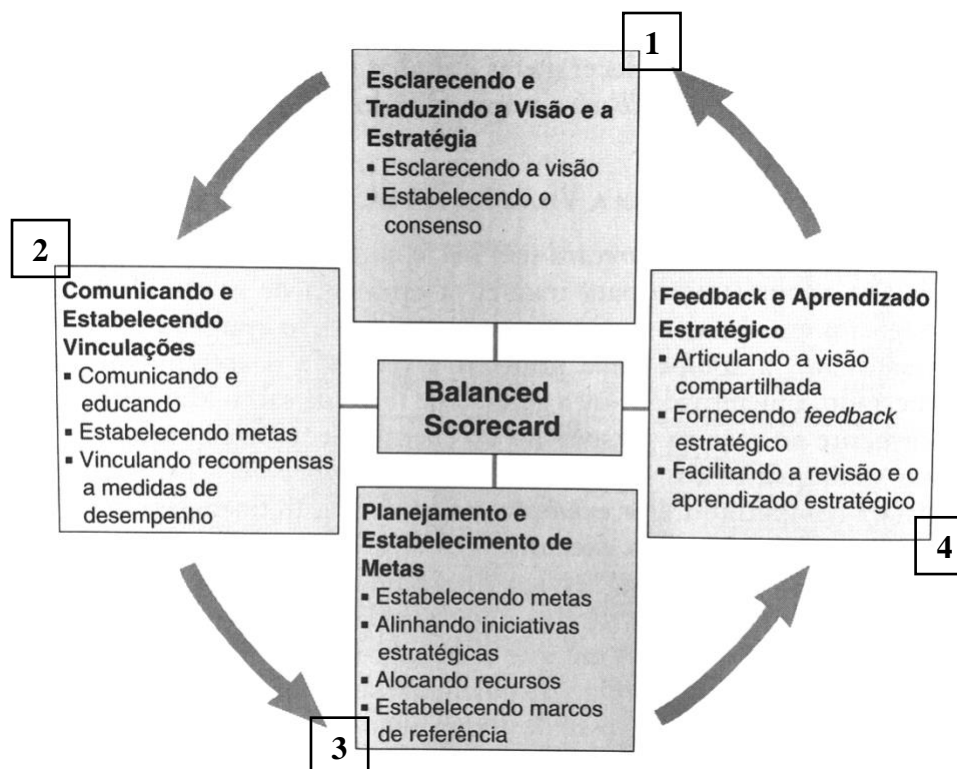 1
Esclarecendo e
Traduzindo a Visão e a
Estratégia
▪ Esclarecendo a visão
▪ Estabelecendo o
consenso
2
Comunicando e
Estabelecendo
Vinculações
▪ Comunicando e
educando
▪ Estabelecendo metas
▪ Vinculando recompensas
a medidas de
desempenho
Balanced
Scorecard
Feedback e Aprendizado
Estratégico
▪ Articulando a visão
compartilhada
▪ Fornecendo feedback
estratégico
▪ Facilitando a revisão e o
aprendizado estratégico
4
Planejamento e
Estabelecimento de
Metas
▪ Estabelecendo metas
▪ Alinhando iniciativas
estratégicas
▪ Alocando recursos
▪ Estabelecendo marcos
de referência
3